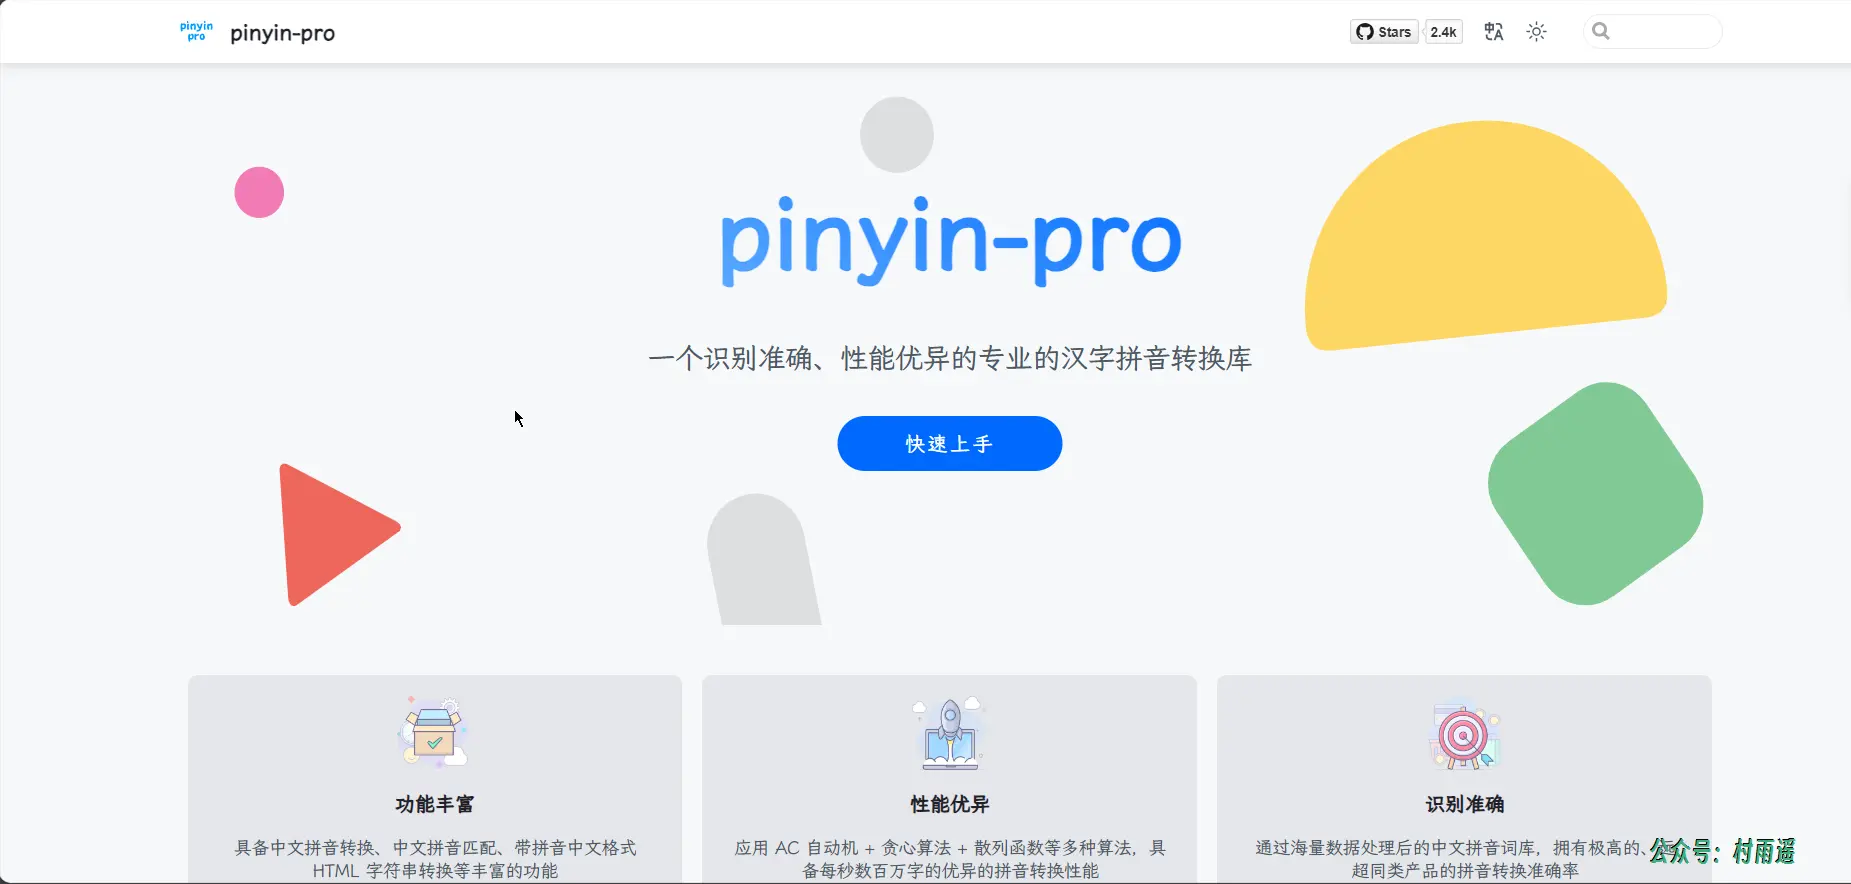 pinyin
pro
pinyin-pro
Stars
2.4k
pinyin-pro
一个识别准确、性能优异的专业的汉字拼音转换库
快速上手
功能丰富
具备中文拼音转换、中文拼音匹配、带拼音中文格式
HTML 字符串转换等丰富的功能
性能优异
应用 AC 自动机 + 贪心算法 + 散列函数等多种算法，具
备每秒数百万字的优异的拼音转换性能
识别准确
通过海量数据处理后的中文拼音词库，拥有极高的、
超同类产品的拼音转换准确率
公众号：村雨遥